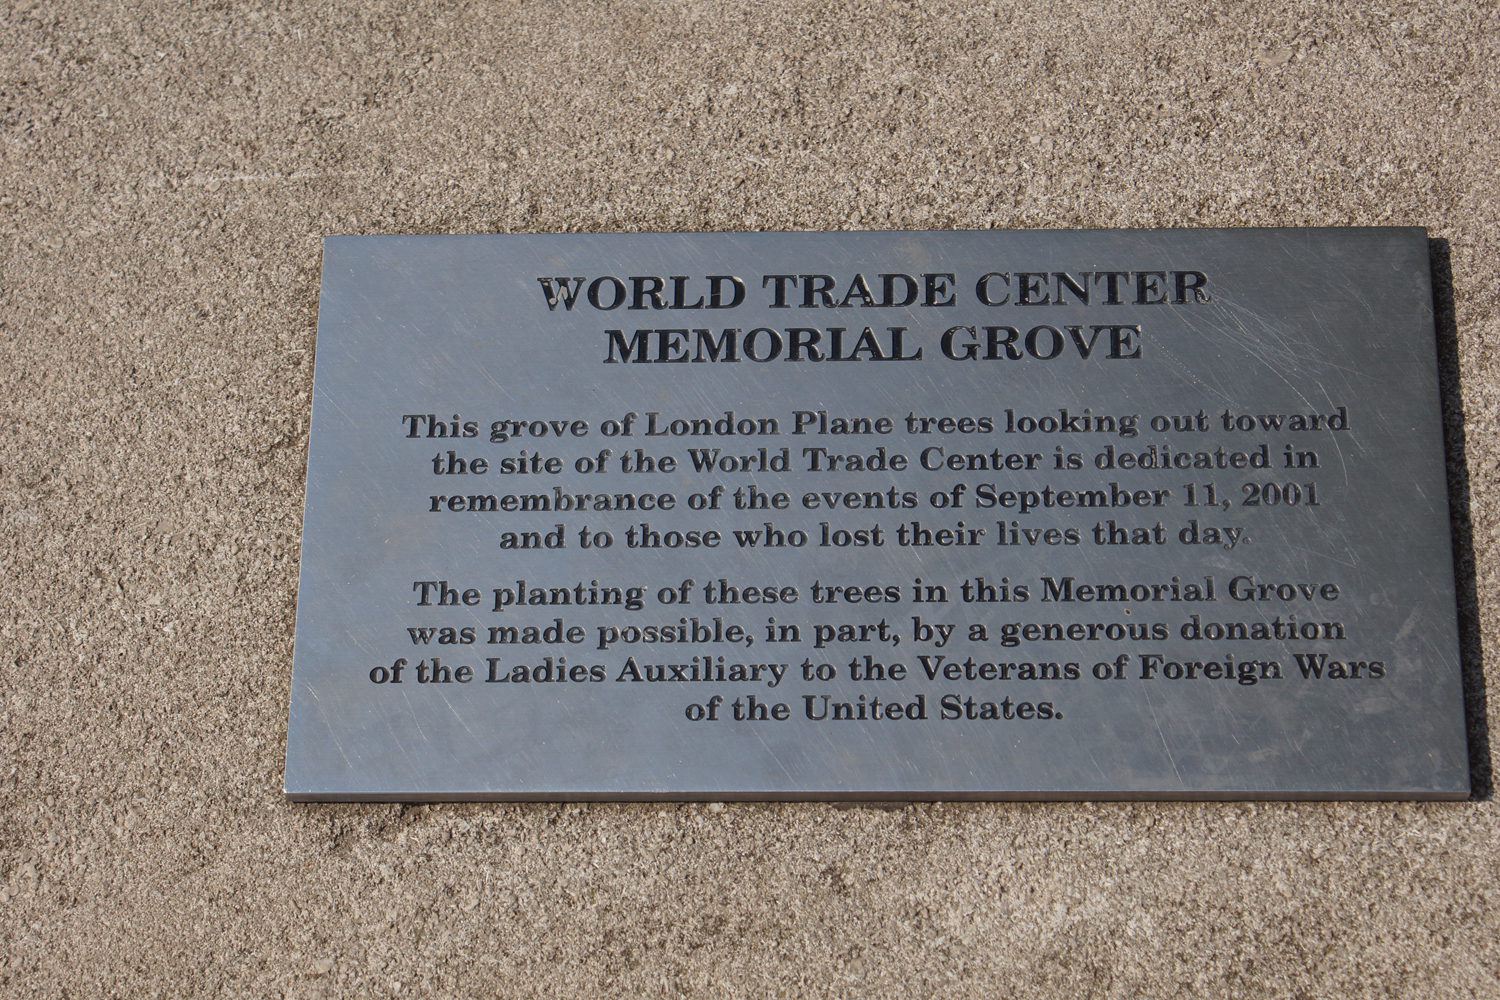 WORLD TRADE CENTER
MEMORIAL GROVE
This grove of London Plane trees looking out toward
the site of the World Trade Center is dedicated in
remembrance of the events of September 11, 2001
and to those who lost their lives that day.
The planting of these trees in this Memorial Grove
was made possible, in part, by a generous donation
of the Ladies Auxiliary to the Veterans of Foreign Wars
of the United States.